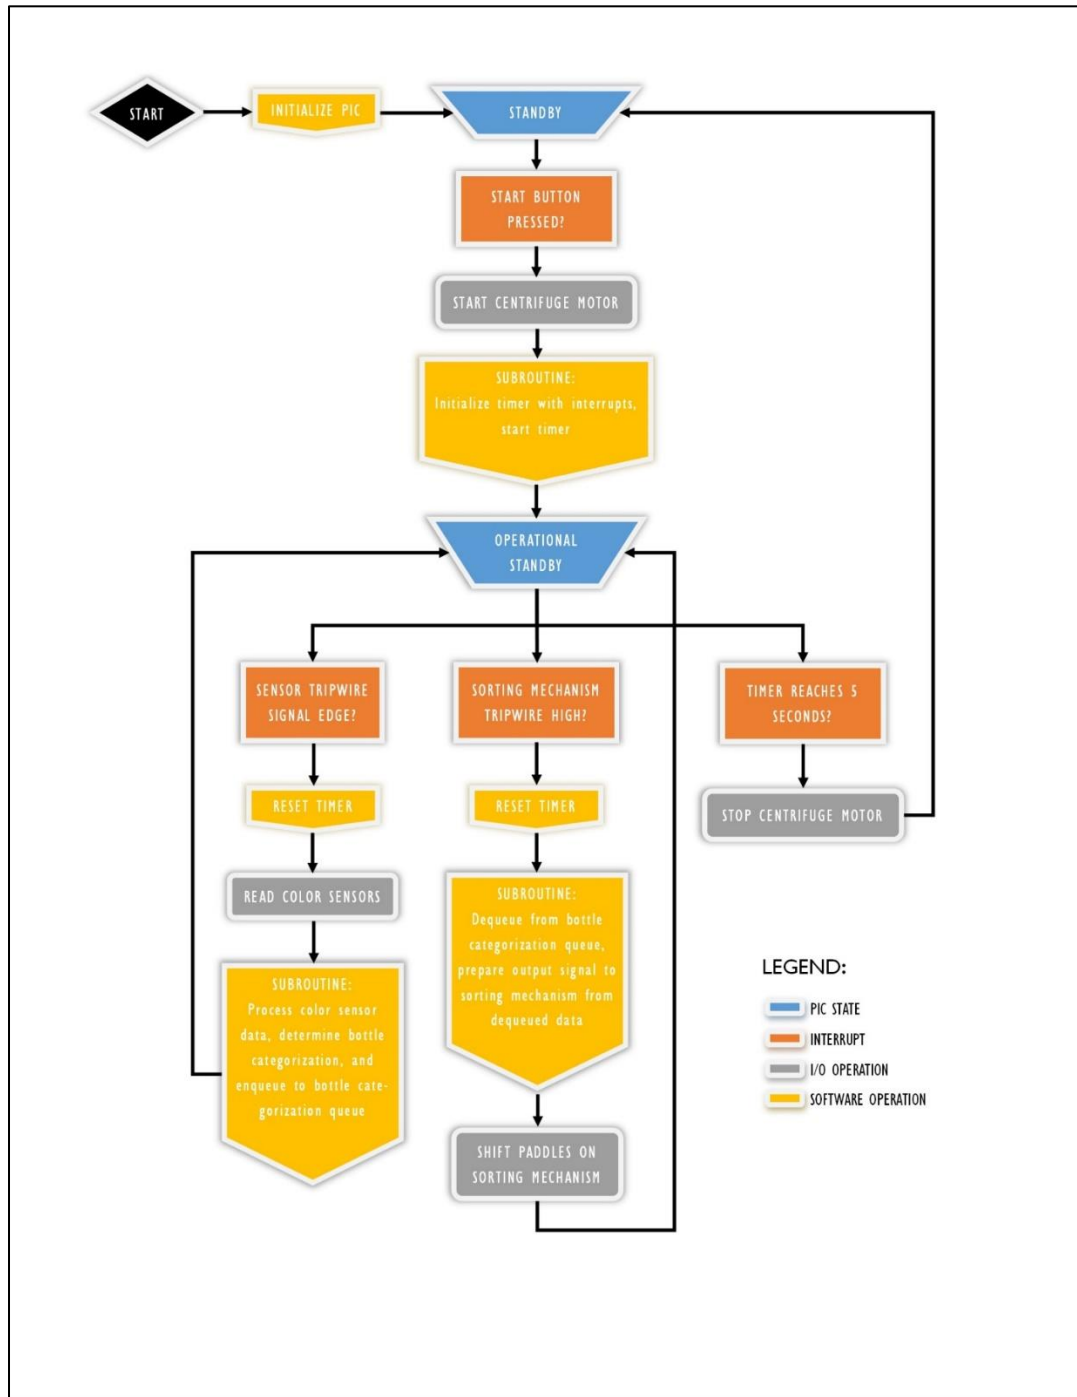 START
INITIALIZE PIC
STANDBY
START BUTTON
PRESSED?
START CENTRIFUGE MOTOR
SUBROUTINE:
Initialize timer with interrupts,
start timer
OPERATIONAL
STANDBY
SENSOR TRIPWIRE
SIGNAL EDGE?
RESET TIMER
READ COLOR SENSORS
SUBROUTINE:
Process color sensor
data, determine bottle
categorization, and
enqueue to bottle cate-
gorization queue
SORTING MECHANISM
TRIPWIRE HIGH?
RESET TIMER
SUBROUTINE:
Dequeue from bottle
categorization queue,
prepare output signal to
sorting mechanism from
dequeued data
SHIFT PADDLES ON
SORTING MECHANISM
TIMER REACHES 5
SECONDS?
STOP CENTRIFUGE MOTOR
LEGEND:
PIC STATE
INTERRUPT
I/O OPERATION
SOFTWARE OPERATION